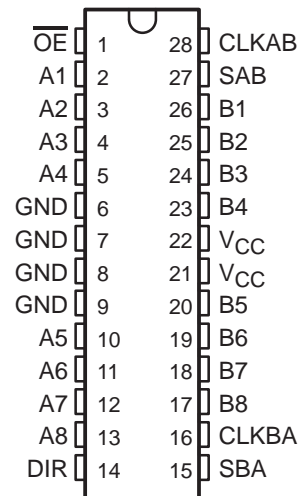 OE 1 28 CLKAB
A1 2 27 SAB
A2 3 26 B1
A3 4 25 B2
A4 5 24 B3
GND 6 23 B4
GND 7 22 VCC
GND 8 21 VCC
GND 9 20 B5
A5 10 19 B6
A6 11 18 B7
A7 12 17 B8
A8 13 16 CLKBA
DIR 14 15 SBA